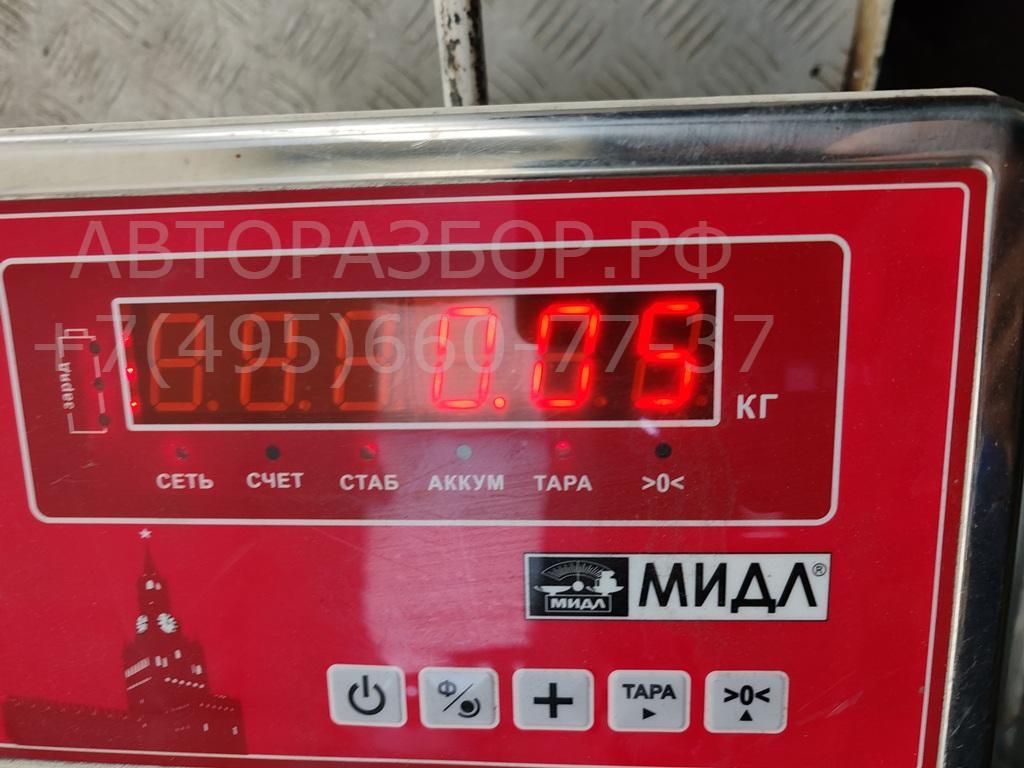 АВТОРАЗБОР.РФ
+7(495)660-77-37
заряд
0.05
КГ
СЕТЬ СЧЕТ СТАБ АККУМ ТАРА >0<
МИДЛ МИДЛ®
Ф
ТАРА >0<